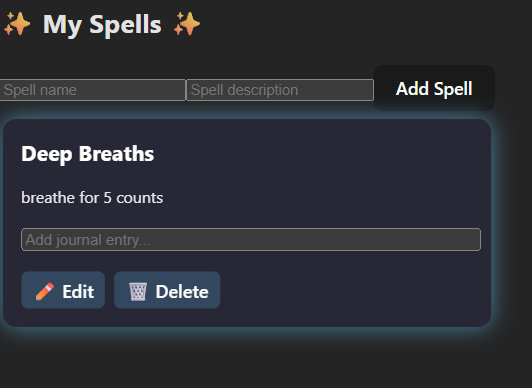 ✨ My Spells ✨
Spell name Spell description Add Spell
Deep Breaths
breathe for 5 counts
Add journal entry...
✏️ Edit 🗑️ Delete